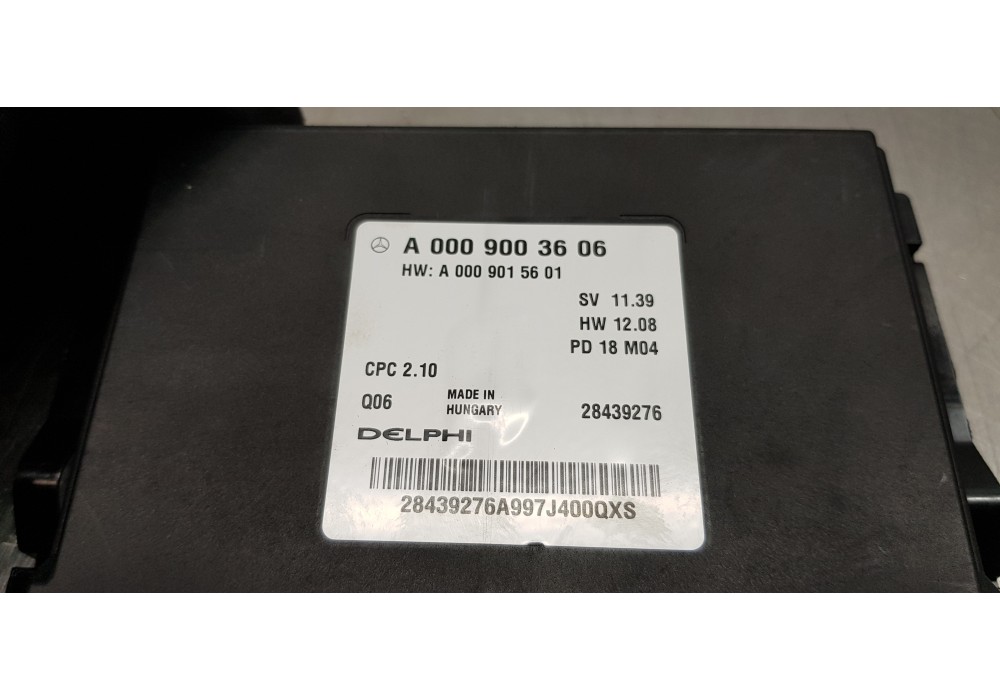 A 000 900 36 06
HW: A 000 901 56 01
SV 11.39
HW 12.08
PD 18 M04
CPC 2.10
Q06
MADE IN
HUNGARY
28439276
DELPHI
28439276A997J400QXS